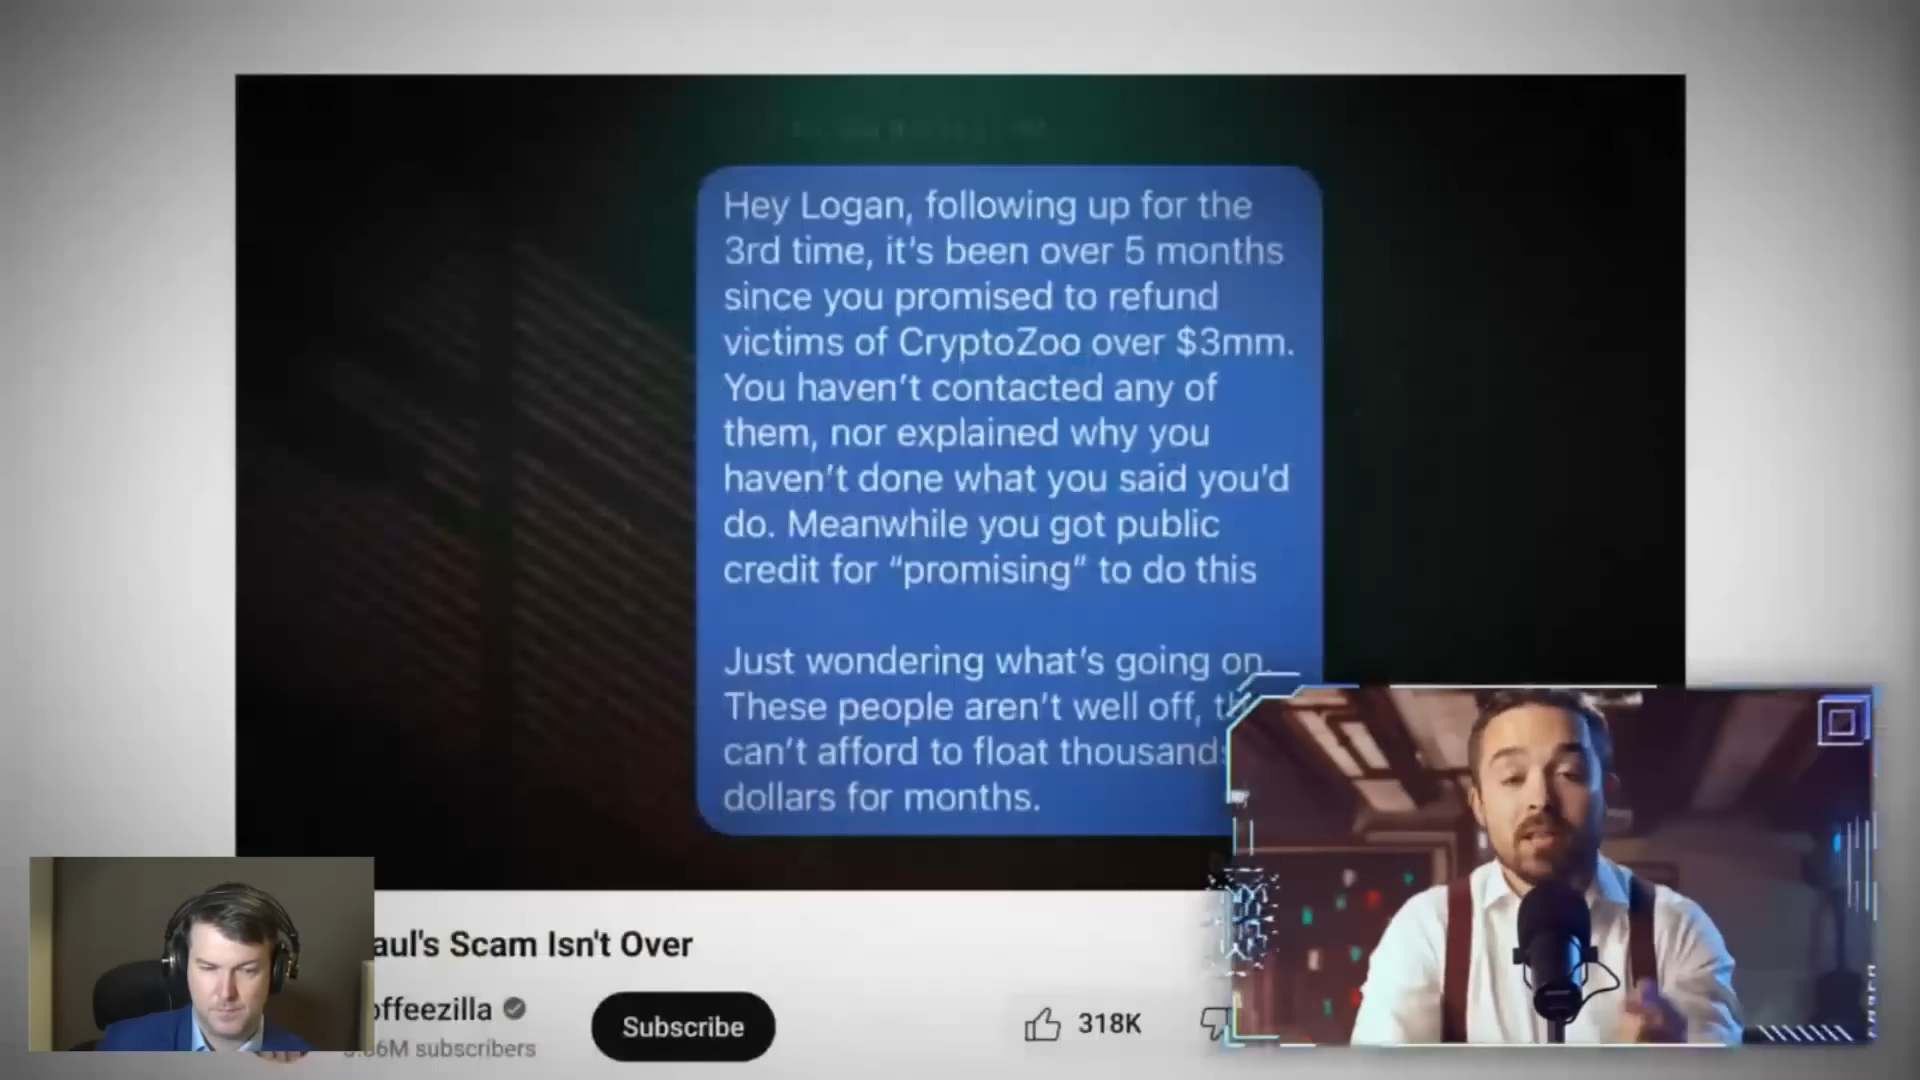 Hey Logan, following up for the
3rd time, it's been over 5 months
since you promised to refund
victims of CryptoZoo over $3mm.
You haven't contacted any of
them, nor explained why you
haven't done what you said you'd
do. Meanwhile you got public
credit for “promising” to do this
Just wondering what's going on.
These people aren't well off,
can't afford to float thousands
dollars for months.
aul's Scam Isn't Over
offeezilla
Subscribe
318K
subscribers